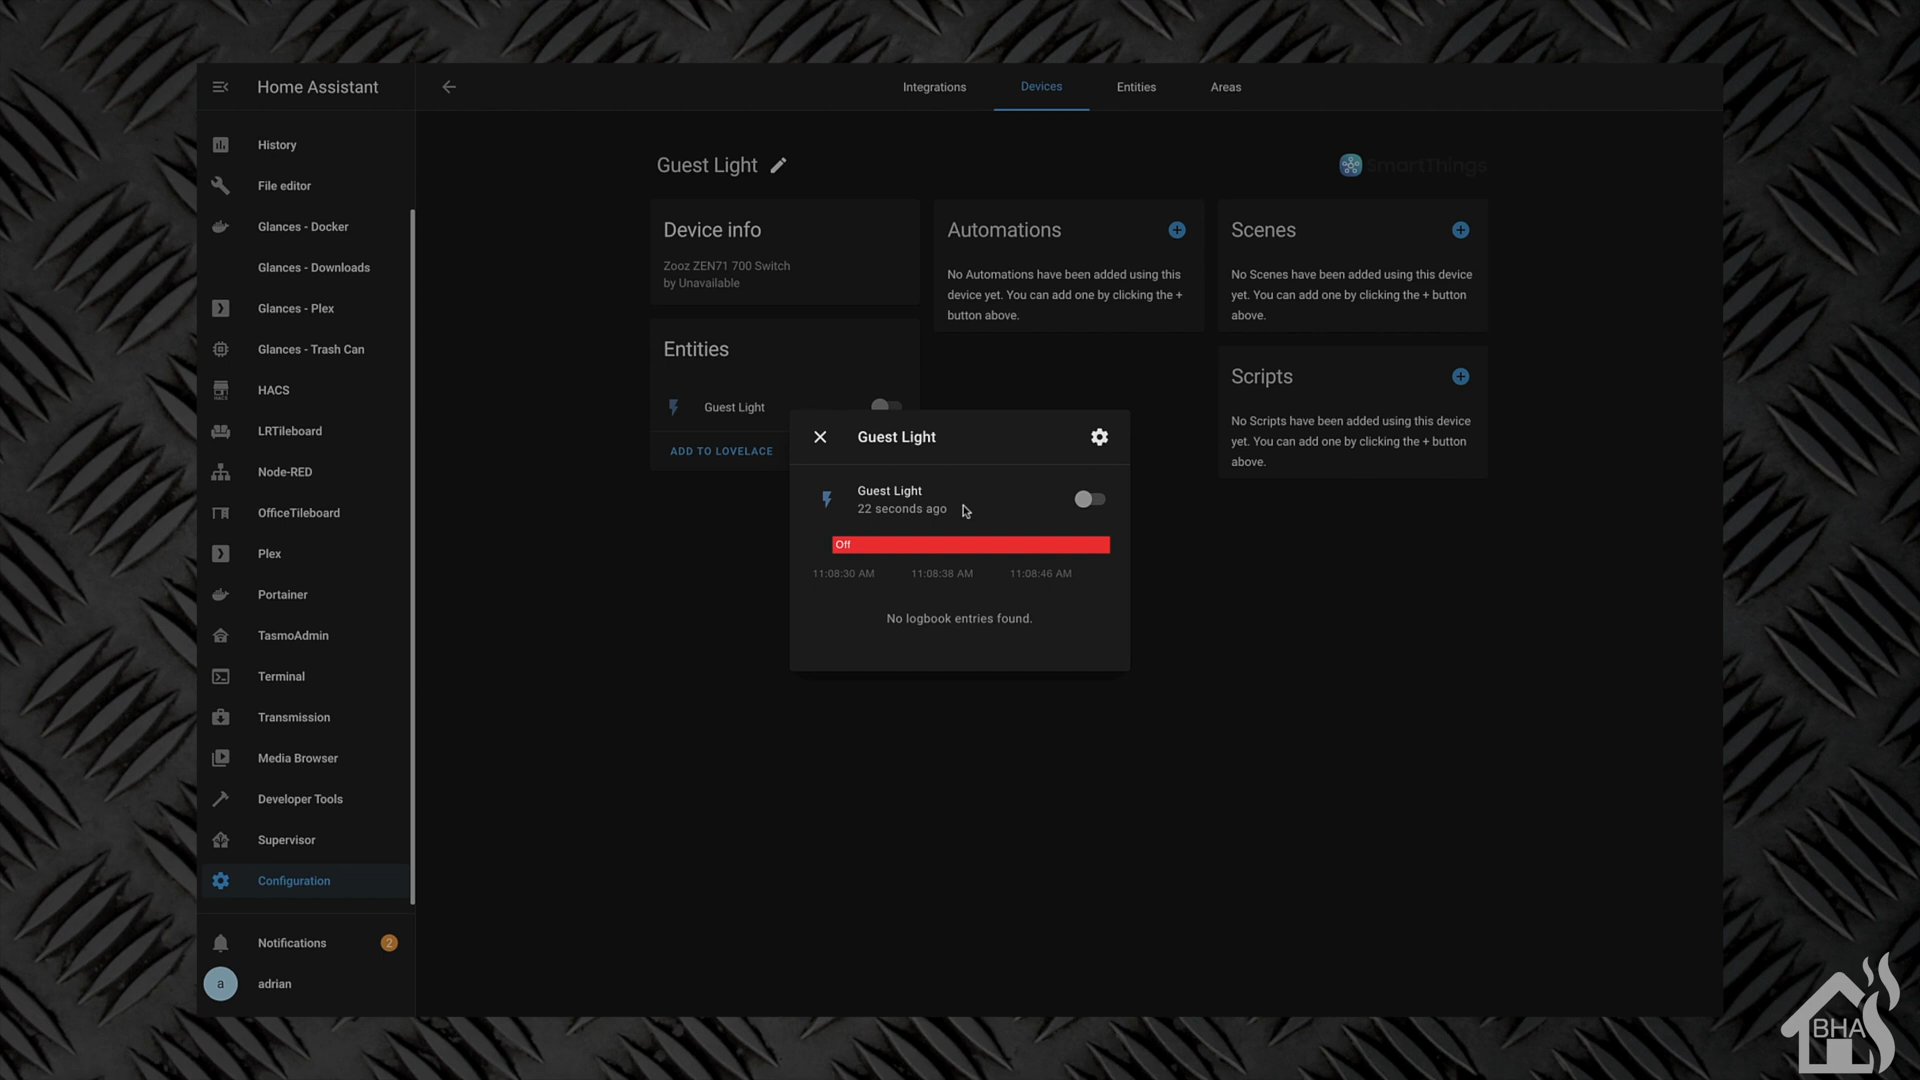 Home Assistant
Integrations
Devices
Entities
Areas
History
File editor
Glances - Docker
Glances - Downloads
Glances - Plex
Glances - Trash Can
HACS
HACS
LRTileboard
Node-RED
OfficeTileboard
Plex
Portainer
TasmoAdmin
Terminal
Transmission
Media Browser
Developer Tools
Supervisor
Configuration
Notifications
2
a
adrian
Guest Light
SmartThings
Device info
Zooz ZEN71 700 Switch
by Unavailable
Entities
Guest Light
ADD TO LOVELACE
Automations
No Automations have been added using this
device yet. You can add one by clicking the +
button above.
Scenes
No Scenes have been added using this device
yet. You can add one by clicking the + button
above.
Scripts
No Scripts have been added using this device
yet. You can add one by clicking the + button
above.
Guest Light
Guest Light
22 seconds ago
Off
11:08:30 AM
11:08:38 AM
11:08:46 AM
No logbook entries found.
BHA